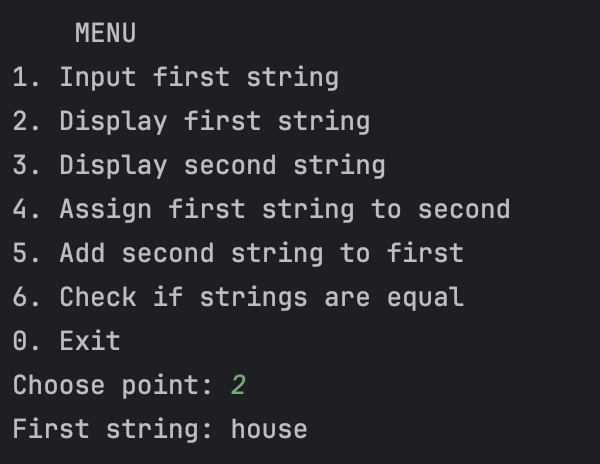 MENU
1. Input first string
2. Display first string
3. Display second string
4. Assign first string to second
5. Add second string to first
6. Check if strings are equal
0. Exit
Choose point: 2
First string: house